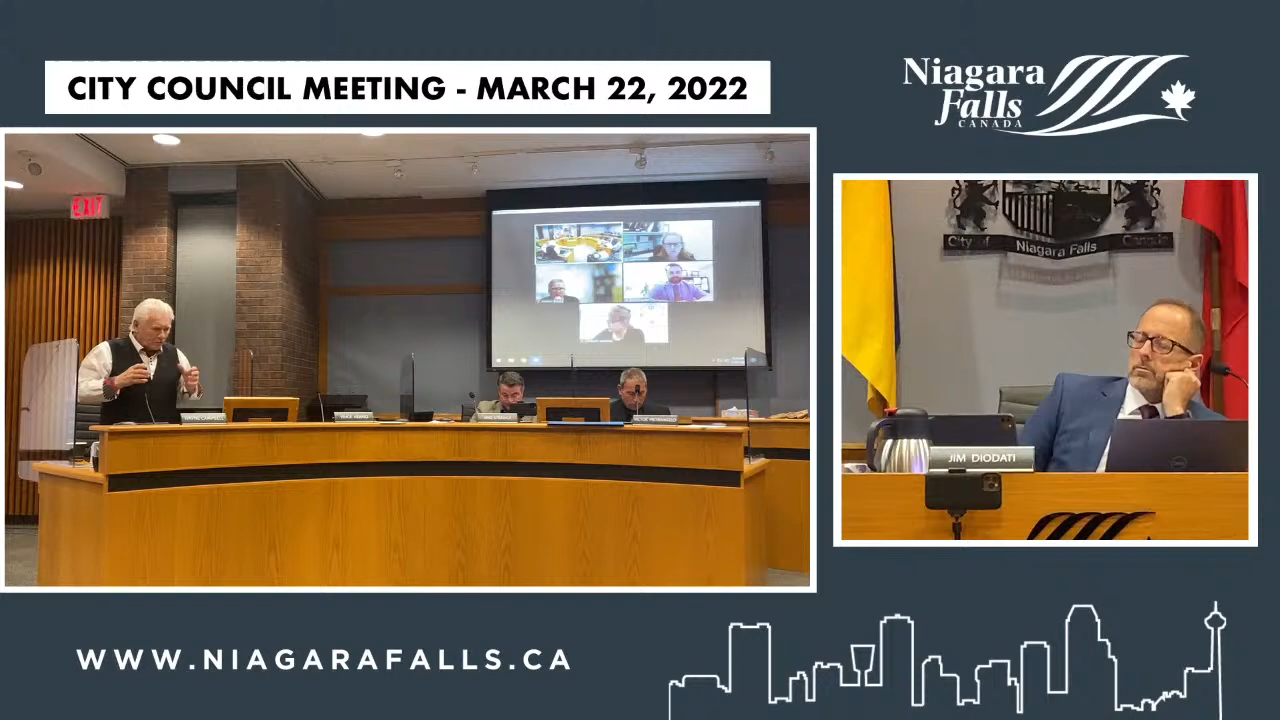 CITY COUNCIL MEETING - MARCH 22, 2022
Niagara
Falls
CANADA
EXIT
City of Niagara Falls Canada
JIM DIODATI
WWW.NIAGARAFALLS.CA